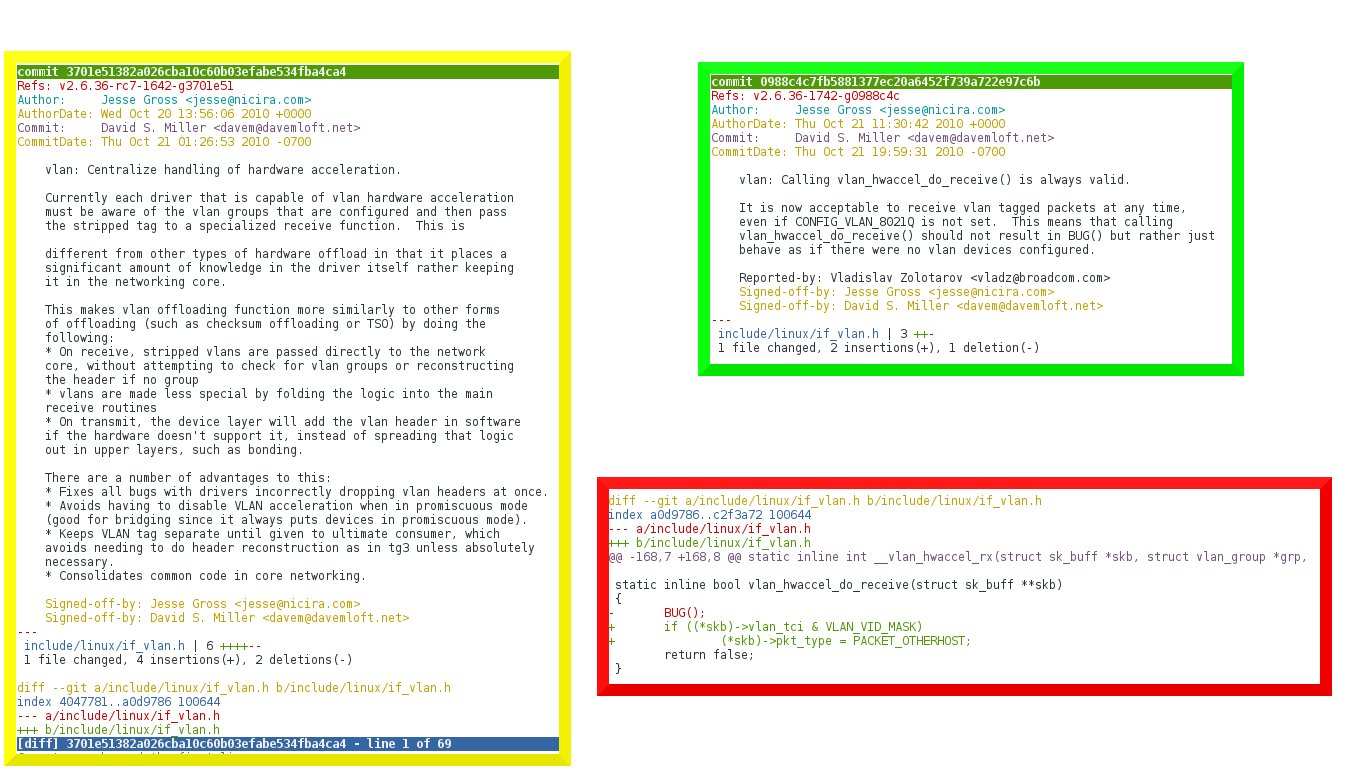 commit 3701e51382a026cba10c60b03efabe534fba4ca4
Refs: v2.6.36-rc7-1642-g3701e51
Author:     Jesse Gross <jesse@nicira.com>
AuthorDate: Wed Oct 20 13:56:06 2010 +0000
Commit:     David S. Miller <davem@davemloft.net>
CommitDate: Thu Oct 21 01:26:53 2010 -0700

    vlan: Centralize handling of hardware acceleration.

    Currently each driver that is capable of vlan hardware acceleration
    must be aware of the vlan groups that are configured and then pass
    the stripped tag to a specialized receive function.  This is

    different from other types of hardware offload in that it places a
    significant amount of knowledge in the driver itself rather keeping
    it in the networking core.

    This makes vlan offloading function more similarly to other forms
    of offloading (such as checksum offloading or TSO) by doing the
    following:
    * On receive, stripped vlans are passed directly to the network
    core, without attempting to check for vlan groups or reconstructing
    the header if no group
    * vlans are made less special by folding the logic into the main
    receive routines
    * On transmit, the device layer will add the vlan header in software
    if the hardware doesn't support it, instead of spreading that logic
    out in upper layers, such as bonding.

    There are a number of advantages to this:
    * Fixes all bugs with drivers incorrectly dropping vlan headers at once.
    * Avoids having to disable VLAN acceleration when in promiscuous mode
    (good for bridging since it always puts devices in promiscuous mode).
    * Keeps VLAN tag separate until given to ultimate consumer, which
    avoids needing to do header reconstruction as in tg3 unless absolutely
    necessary.
    * Consolidates common code in core networking.

    Signed-off-by: Jesse Gross <jesse@nicira.com>
    Signed-off-by: David S. Miller <davem@davemloft.net>
---
 include/linux/if_vlan.h | 6 ++++--
 1 file changed, 4 insertions(+), 2 deletions(-)

diff --git a/include/linux/if_vlan.h b/include/linux/if_vlan.h
index 4047781..a0d9786 100644
--- a/include/linux/if_vlan.h
+++ b/include/linux/if_vlan.h
[diff] 3701e51382a026cba10c60b03efabe534fba4ca4 - line 1 of 69

commit 0988c4c7fb5881377ec20a6452f739a722e97c6b
Refs: v2.6.36-1742-g0988c4c
Author:     Jesse Gross <jesse@nicira.com>
AuthorDate: Thu Oct 21 11:30:42 2010 +0000
Commit:     David S. Miller <davem@davemloft.net>
CommitDate: Thu Oct 21 19:59:31 2010 -0700

    vlan: Calling vlan_hwaccel_do_receive() is always valid.

    It is now acceptable to receive vlan tagged packets at any time,
    even if CONFIG_VLAN_8021Q is not set.  This means that calling
    vlan_hwaccel_do_receive() should not result in BUG() but rather just
    behave as if there were no vlan devices configured.

    Reported-by: Vladislav Zolotarov <vladz@broadcom.com>
    Signed-off-by: Jesse Gross <jesse@nicira.com>
    Signed-off-by: David S. Miller <davem@davemloft.net>
---
 include/linux/if_vlan.h | 3 ++-
 1 file changed, 2 insertions(+), 1 deletion(-)

diff --git a/include/linux/if_vlan.h b/include/linux/if_vlan.h
index a0d9786..c2f3a72 100644
--- a/include/linux/if_vlan.h
+++ b/include/linux/if_vlan.h
@@ -168,7 +168,8 @@ static inline int __vlan_hwaccel_rx(struct sk_buff *skb, struct vlan_group *grp,

 static inline bool vlan_hwaccel_do_receive(struct sk_buff **skb)
 {
-       BUG();
+       if ((*skb)->vlan_tci & VLAN_VID_MASK)
+               (*skb)->pkt_type = PACKET_OTHERHOST;
        return false;
 }